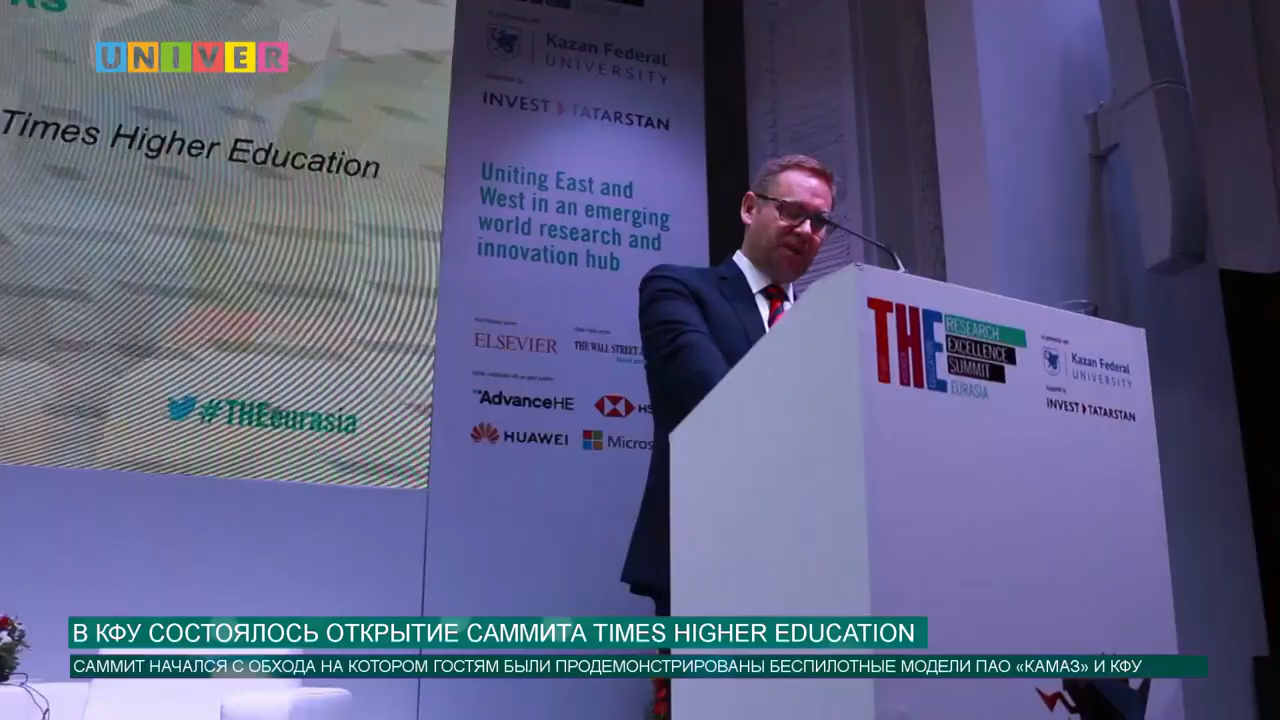 UNIVER
Times Higher Education
#THEeurasia
Kazan Federal
UNIVERSITY
INVEST TATARSTAN
Uniting East and
West in an emerging
world research and
innovation hub
ELSEVIER
THE WALL STREET
AdvanceHE
HUAWEI
THE
RESEARCH
EXCELLENCE
SUMMIT
EURASIA
Kazan Federal
UNIVERSITY
INVEST TATARSTAN
В КФУ СОСТОЯЛОСЬ ОТКРЫТИЕ САММИТА TIMES HIGHER EDUCATION
САММИТ НАЧАЛСЯ С ОБХОДА НА КОТОРОМ ГОСТЯМ БЫЛИ ПРОДЕМОНСТРИРОВАНЫ БЕСПИЛОТНЫЕ МОДЕЛИ ПАО «КАМАЗ» И КФУ